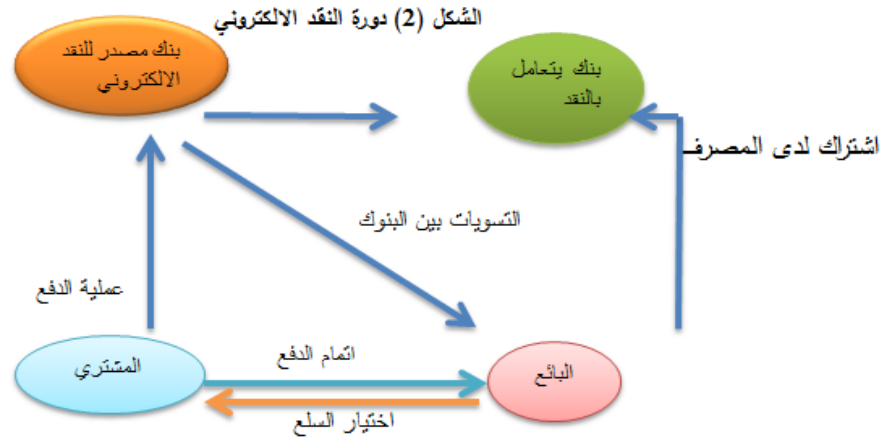 الشكل (2) دورة النقد الالكتروني
بنك مصدر للنقد
الالكتروني
بنك يتعامل
بالنقد
اشتراك لدى المصرف
التسويات بين البنوك
عملية الدفع
المشتري
اتمام الدفع
البائع
اختيار السلع